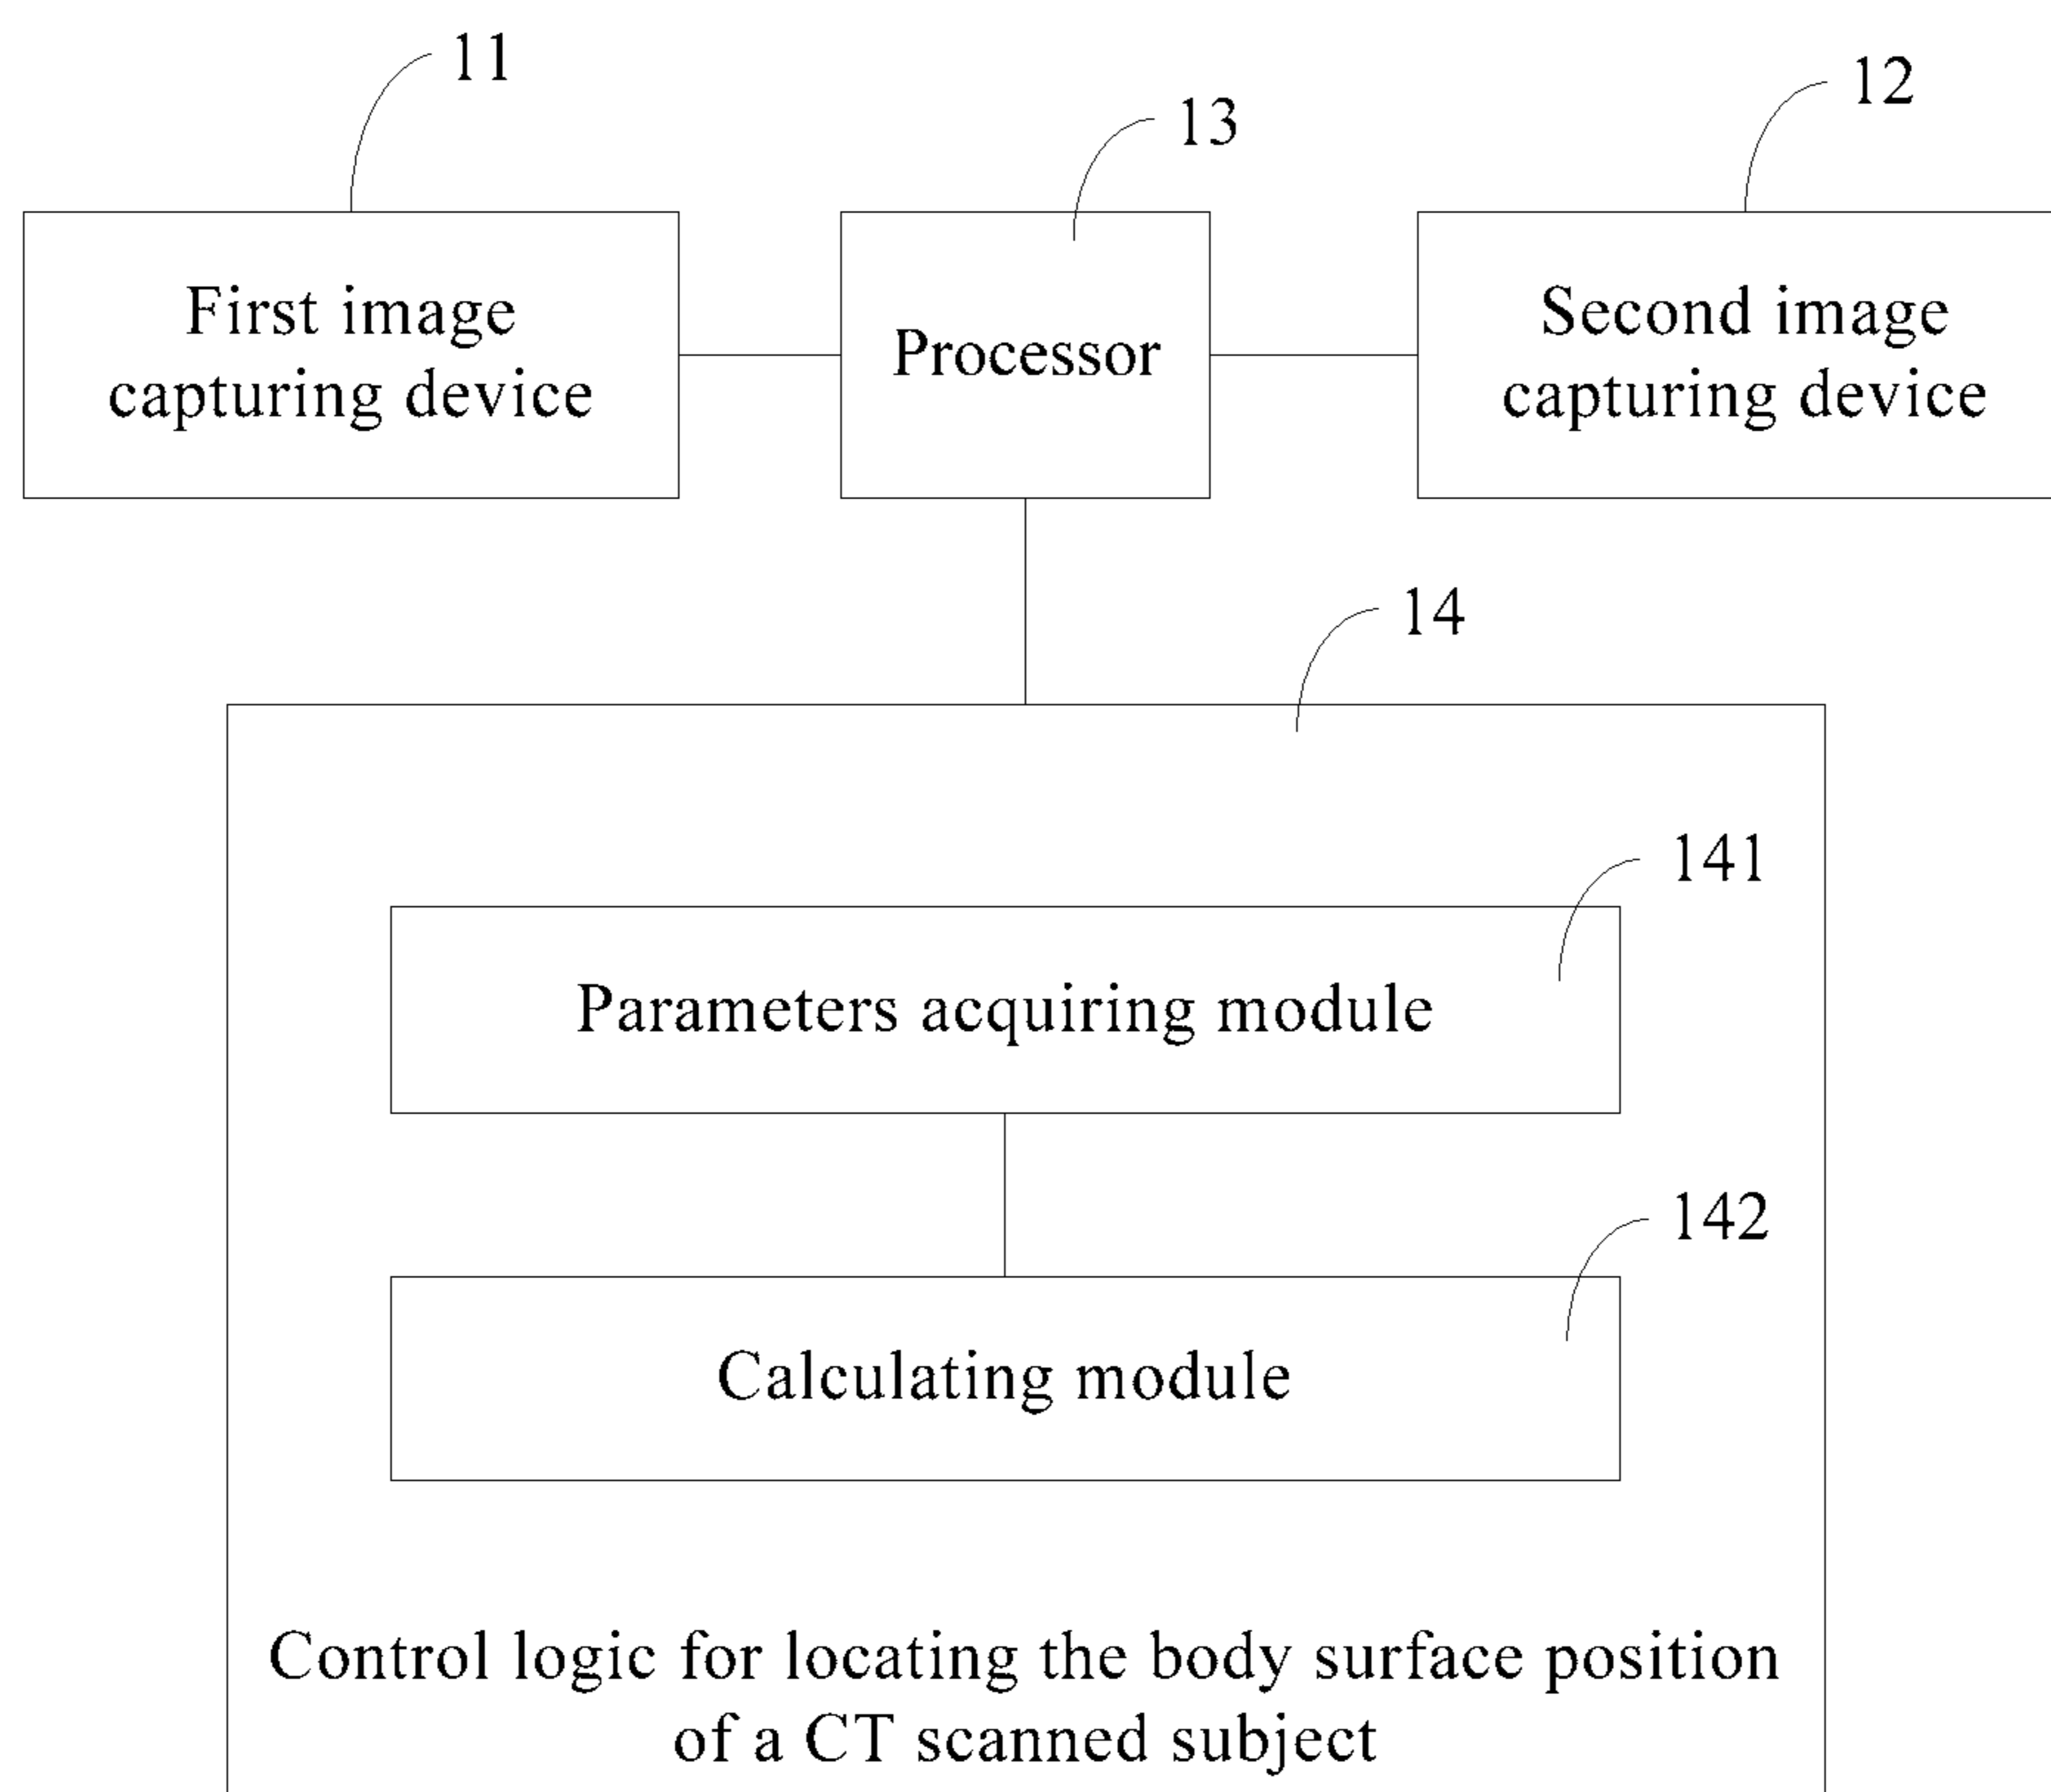 11
13
12
First image
capturing device
Processor
Second image
capturing device
14
141
Parameters acquiring module
142
Calculating module
Control logic for locating the body surface position
of a CT scanned subject